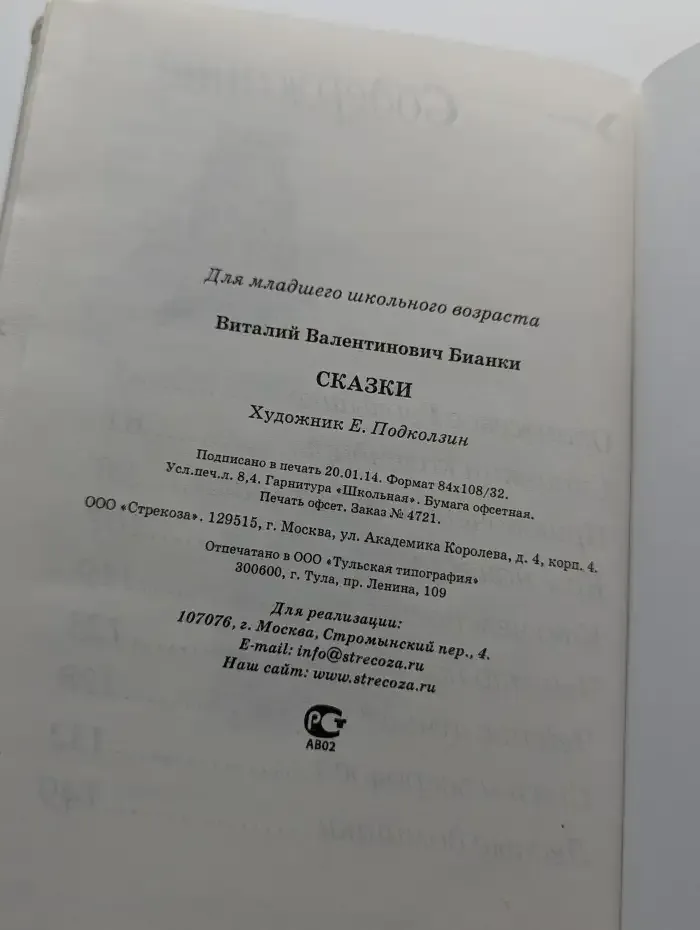 Для младшего школьного возраста
Виталий Валентинович Бианки
СКАЗКИ
Художник Е. Подколзин
Подписано в печать 20.01.14. Формат 84х108/32.
Усл.печ.л. 8,4. Гарнитура «Школьная». Бумага офсетная.
Печать офсет. Заказ № 4721.
ООО «Стрекоза». 129515, г. Москва, ул. Академика Королева, д. 4, корп. 4.
Отпечатано в ООО «Тульская типография»
300600, г. Тула, пр. Ленина, 109
Для реализации:
107076, г. Москва, Стромынский пер., 4.
E-mail: info@strecoza.ru
Наш сайт: www.strecoza.ru
РСТ
АВ02